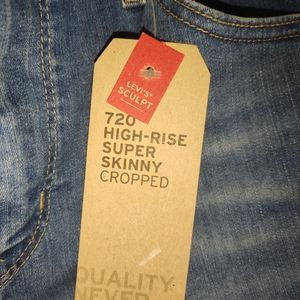 LEVI'S®
SCULPT
720
HIGH-RISE
SUPER
SKINNY
CROPPED
QUALITY
NEVER